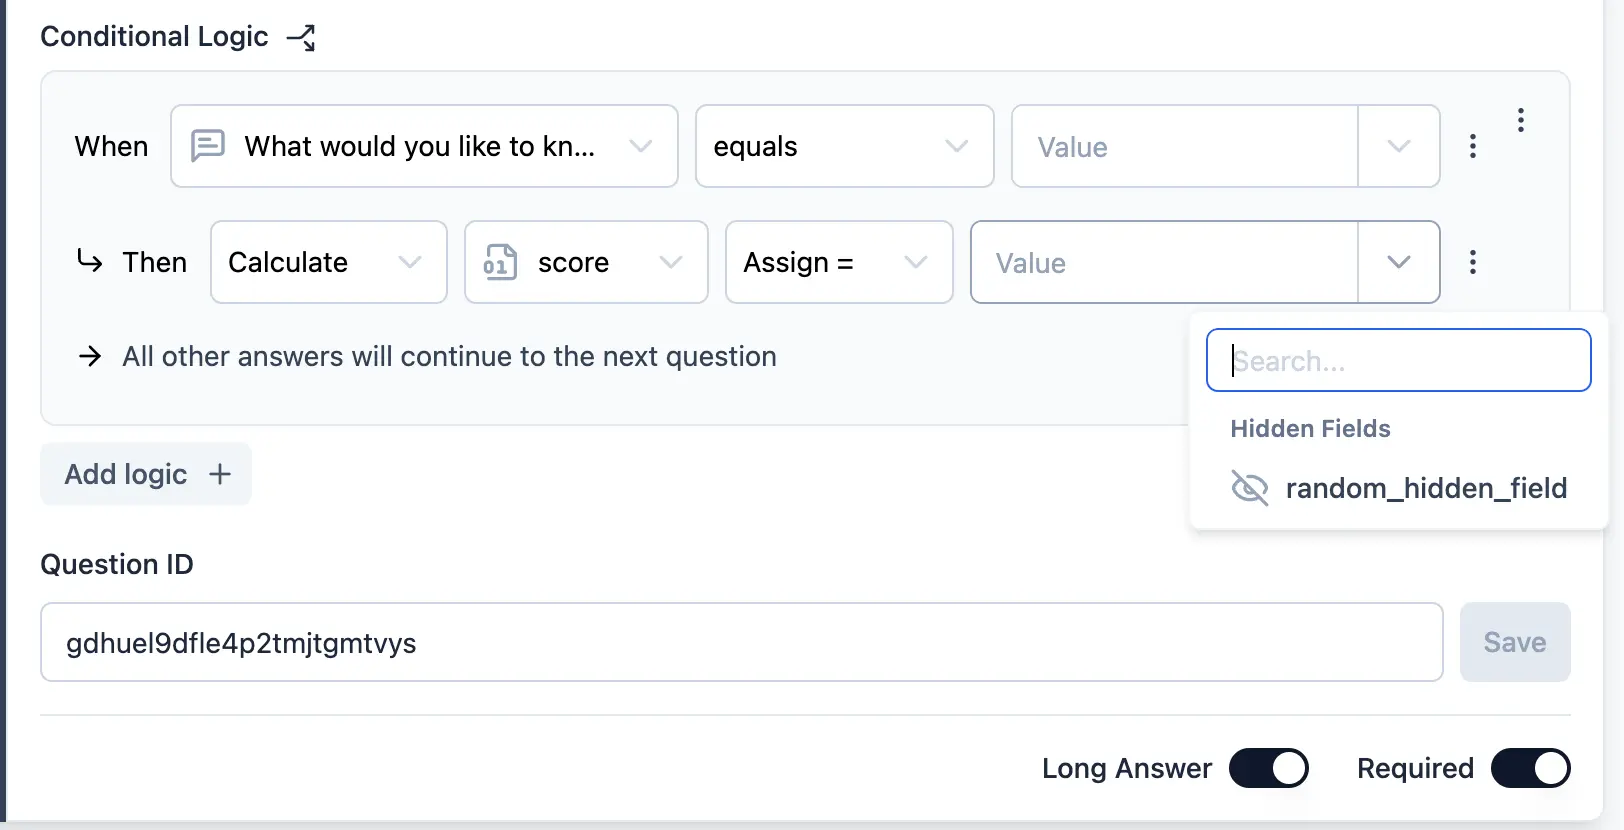 Conditional Logic
When What would you like to kn... equals Value
Then Calculate 01 score Assign = Value
All other answers will continue to the next question
Search...
Hidden Fields
random_hidden_field
Add logic +
Question ID
gdhuel9dfle4p2tmjtgmtvys Save
Long Answer Required